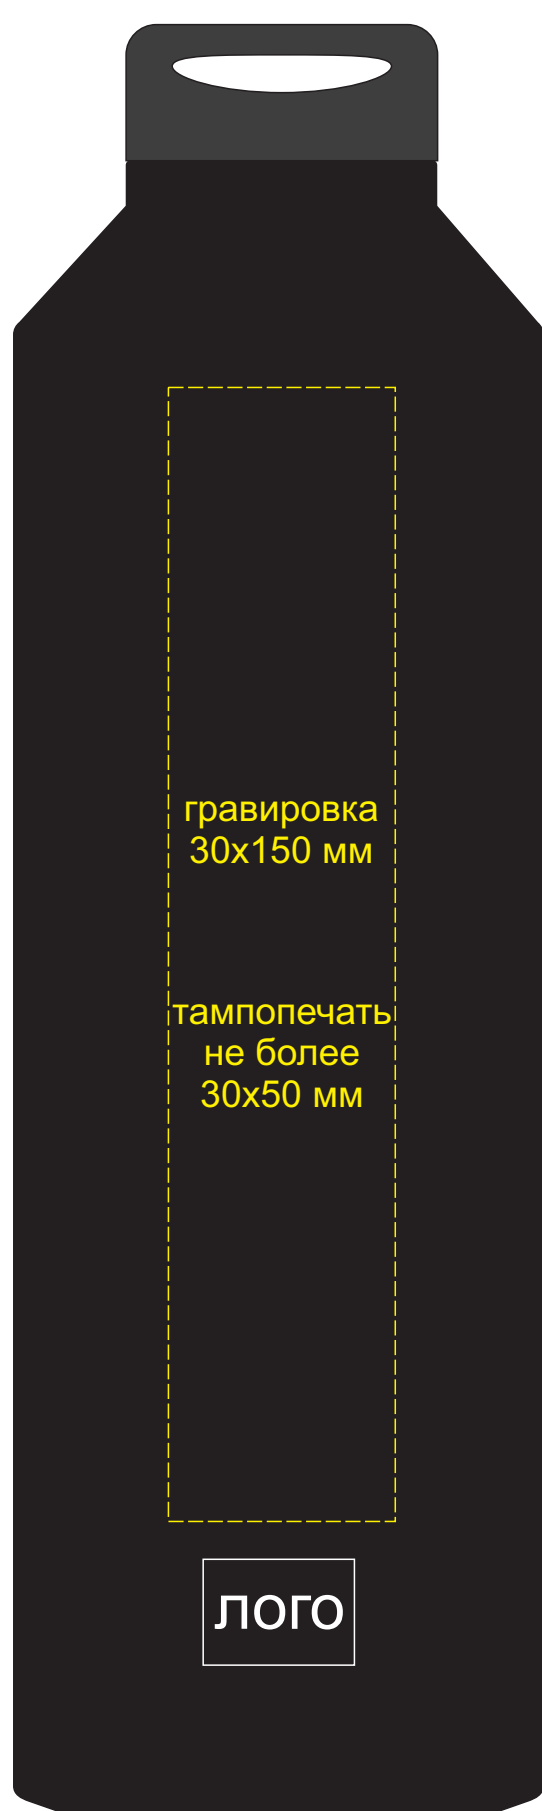 гравировка
30х150 мм
тампопечать
не более
30х50 мм
лого